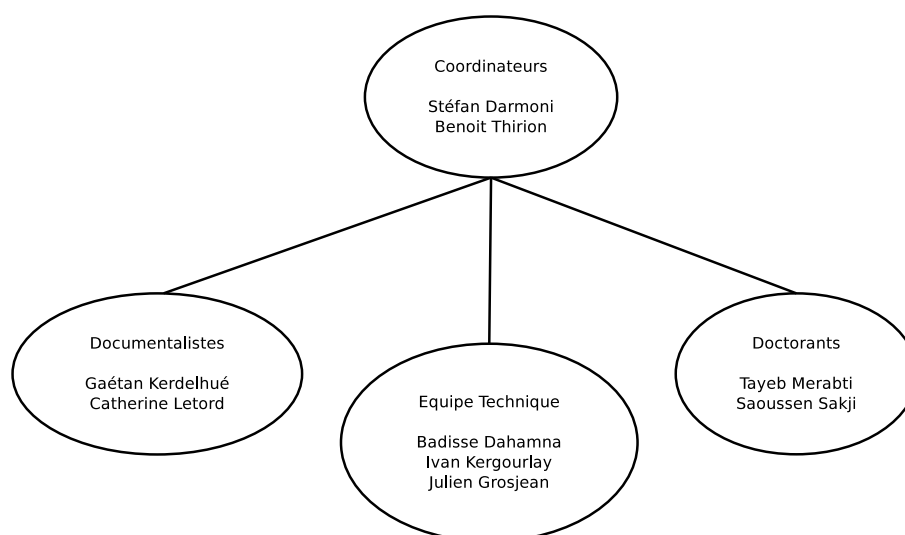 Coordinateurs
Stéfan Darmoni
Benoit Thirion
Documentalistes
Gaétan Kerdelhué
Catherine Letord
Equipe Technique
Badisse Dahamna
Ivan Kergourlay
Julien Grosjean
Doctorants
Tayeb Merabti
Saoussen Sakji